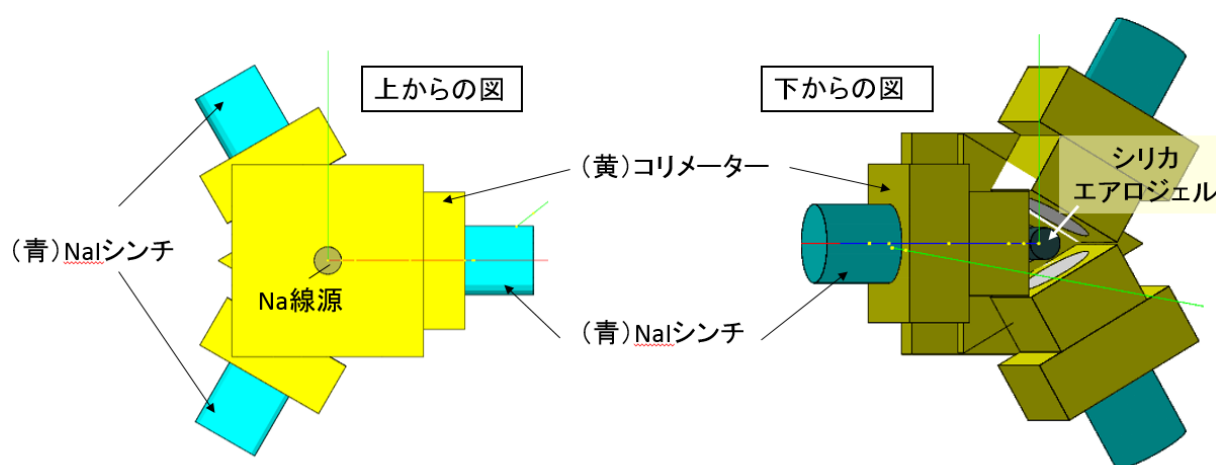 上からの図
下からの図
(黄)コリメーター
シリカ
エアロジェル
(青)NaIシンチ
Na線源
(青)NaIシンチ